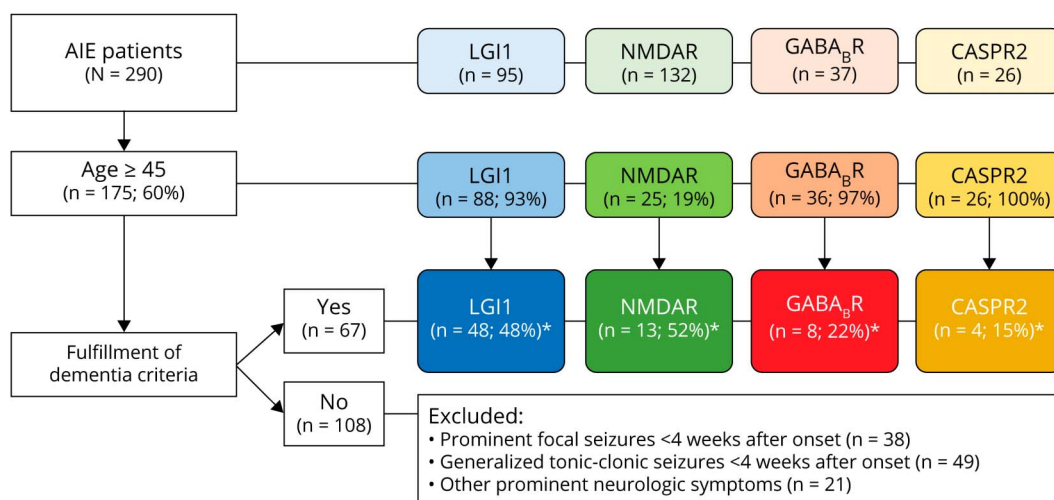 AIE patients
(N = 290)
LGI1
(n = 95)
NMDAR
(n = 132)
GABA_BR
(n = 37)
CASPR2
(n = 26)
Age ≥ 45
(n = 175; 60%)
LGI1
(n = 88; 93%)
NMDAR
(n = 25; 19%)
GABA_BR
(n = 36; 97%)
CASPR2
(n = 26; 100%)
Fulfillment of
dementia criteria
Yes
(n = 67)
LGI1
(n = 48; 48%)*
NMDAR
(n = 13; 52%)*
GABA_BR
(n = 8; 22%)*
CASPR2
(n = 4; 15%)*
No
(n = 108)
Excluded:
• Prominent focal seizures <4 weeks after onset (n = 38)
• Generalized tonic-clonic seizures <4 weeks after onset (n = 49)
• Other prominent neurologic symptoms (n = 21)